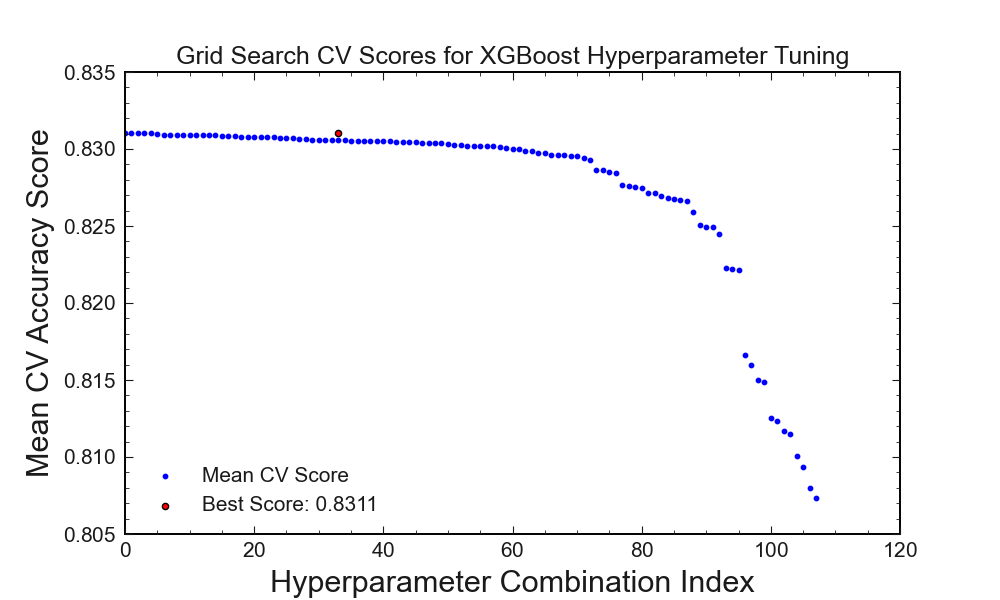 Grid Search CV Scores for XGBoost Hyperparameter Tuning
0.835
0.830
0.825
0.820
0.815
0.810
0.805
Mean CV Accuracy Score
Mean CV Score
Best Score: 0.8311
0 20 40 60 80 100 120
Hyperparameter Combination Index